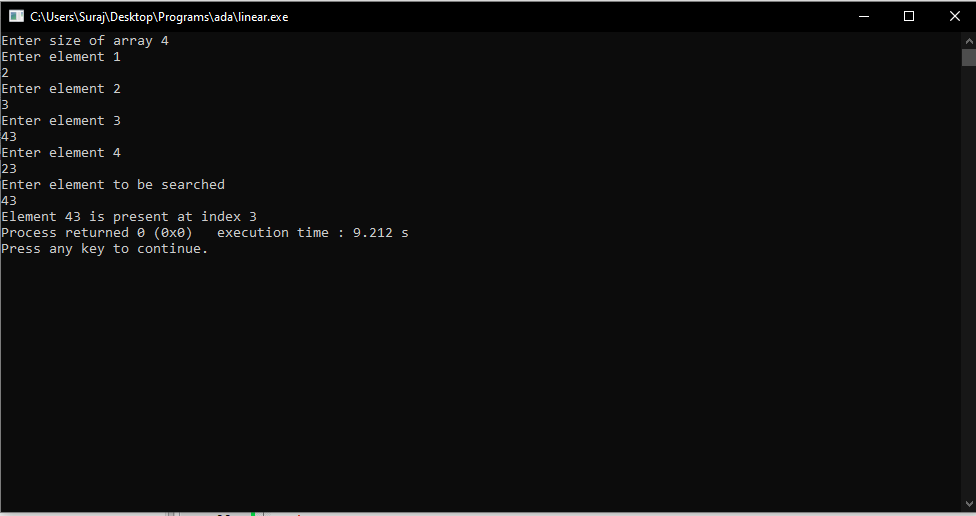 C:\Users\Suraj\Desktop\Programs\ada\linear.exe
Enter size of array 4
Enter element 1
2
Enter element 2
3
Enter element 3
43
Enter element 4
23
Enter element to be searched
43
Element 43 is present at index 3
Process returned 0 (0x0)   execution time : 9.212 s
Press any key to continue.